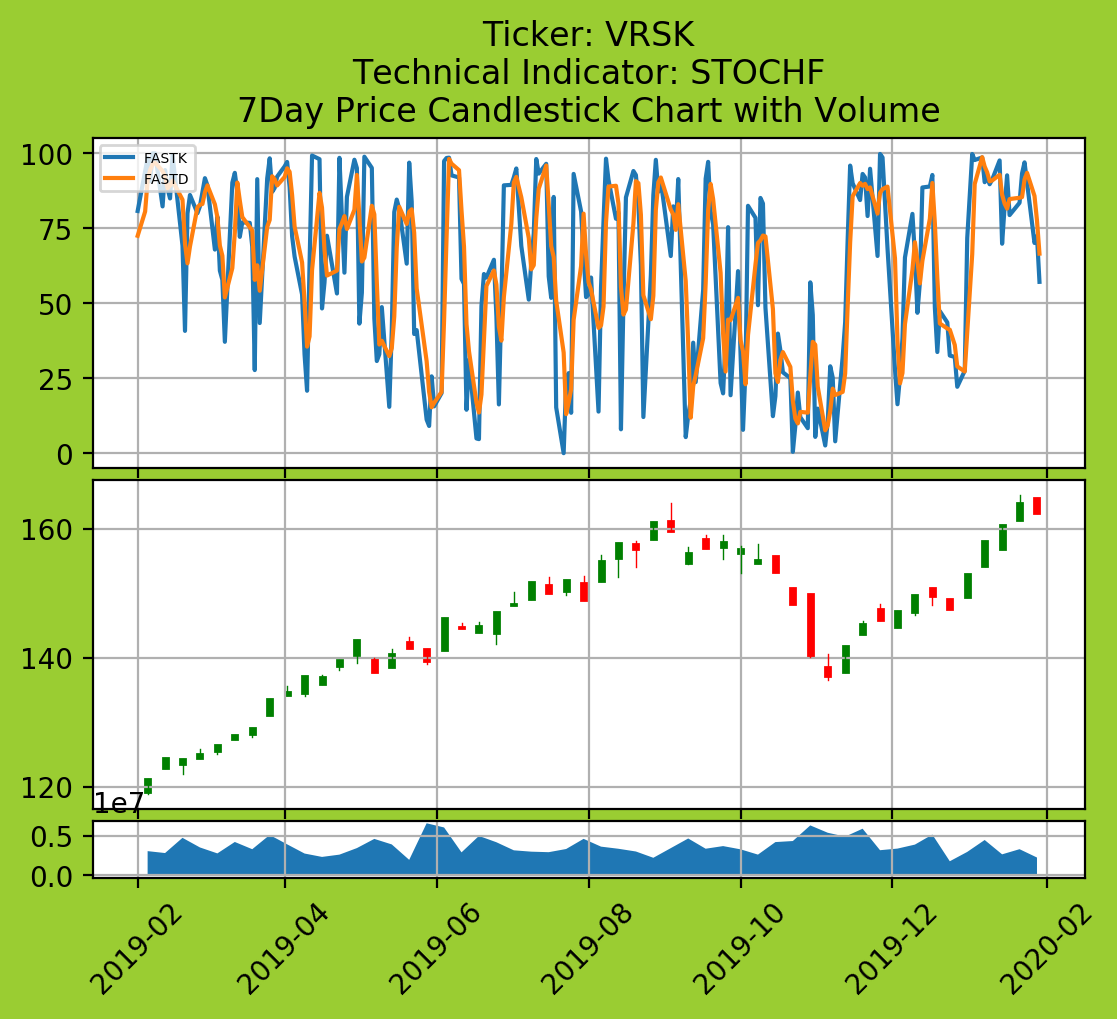 Ticker: VRSK
Technical Indicator: STOCHF
7Day Price Candlestick Chart with Volume
100
75
50
25
0
FASTK
FASTD
160
140
120
1e7
0.5
0.0
2019-02
2019-04
2019-06
2019-08
2019-10
2019-12
2020-02